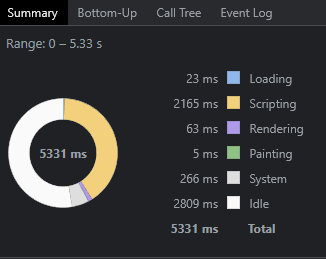 Summary Bottom-Up Call Tree Event Log
Range: 0 – 5.33 s
23 ms Loading
2165 ms Scripting
63 ms Rendering
5331 ms
5 ms Painting
266 ms System
2809 ms Idle
5331 ms Total